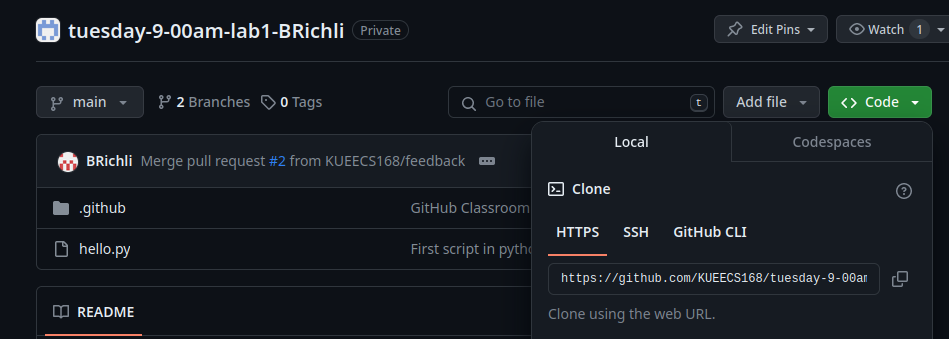 tuesday-9-00am-lab1-BRichli Private Edit Pins Watch 1
main 2 Branches 0 Tags Go to file t Add file Code
Local Codespaces
BRichli Merge pull request #2 from KUEECS168/feedback
Clone
.github GitHub Classroom
HTTPS SSH GitHub CLI
hello.py First script in pytho
https://github.com/KUEECS168/tuesday-9-00am
README
Clone using the web URL.